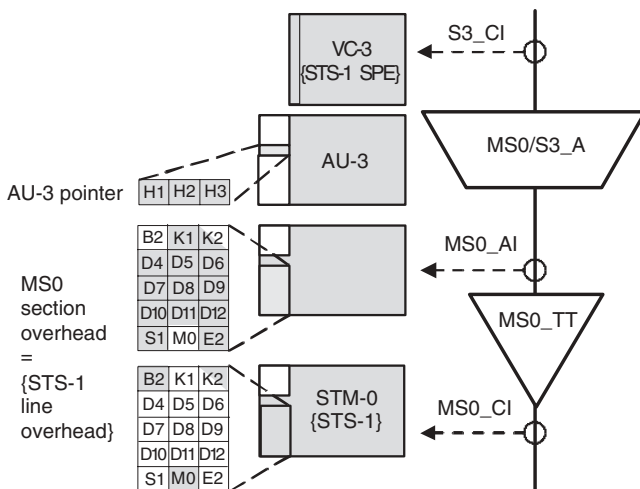 S3_CI
VC-3
{STS-1 SPE}
MS0/S3_A
AU-3
AU-3 pointer
H1 H2 H3
MS0_AI
B2 K1 K2
D4 D5 D6
D7 D8 D9
D10 D11 D12
S1 M0 E2
MS0
section
overhead
=
{STS-1
line
overhead}
MS0_TT
MS0_CI
STM-0
{STS-1}
B2 K1 K2
D4 D5 D6
D7 D8 D9
D10 D11 D12
S1 M0 E2